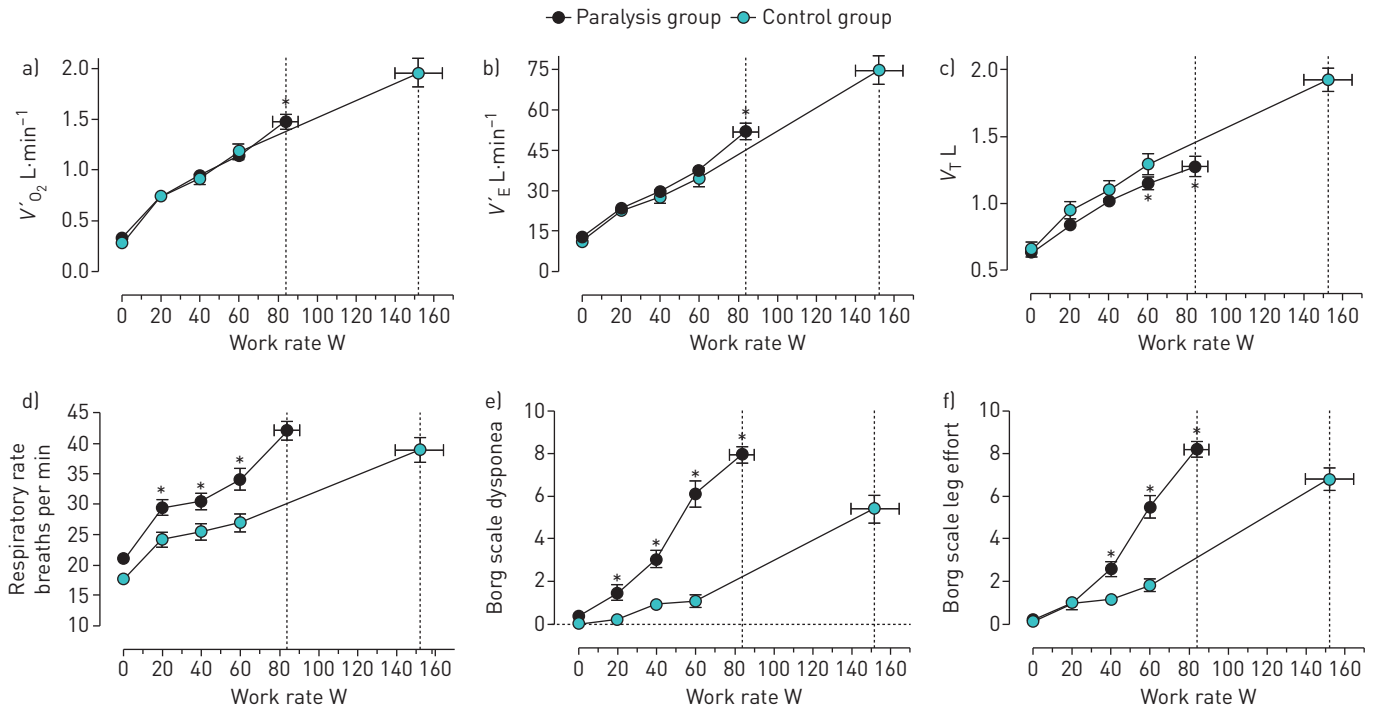 Paralysis group Control group
a)
V′O2 L·min−1
2.0
1.5
1.0
0.5
0.0
*
0 20 40 60 80 100 120 140 160
Work rate W
b)
V′E L·min−1
75
60
45
30
15
0
*
0 20 40 60 80 100 120 140 160
Work rate W
c)
VT L
2.0
1.5
1.0
0.5
* *
0 20 40 60 80 100 120 140 160
Work rate W
d)
Respiratory rate
breaths per min
45
40
35
30
25
20
15
10
* * *
0 20 40 60 80 100 120 140 160
Work rate W
e)
Borg scale dysponea
10
8
6
4
2
0
* * * *
0 20 40 60 80 100 120 140 160
Work rate W
f)
Borg scale leg effort
10
8
6
4
2
0
* * *
0 20 40 60 80 100 120 140 160
Work rate W